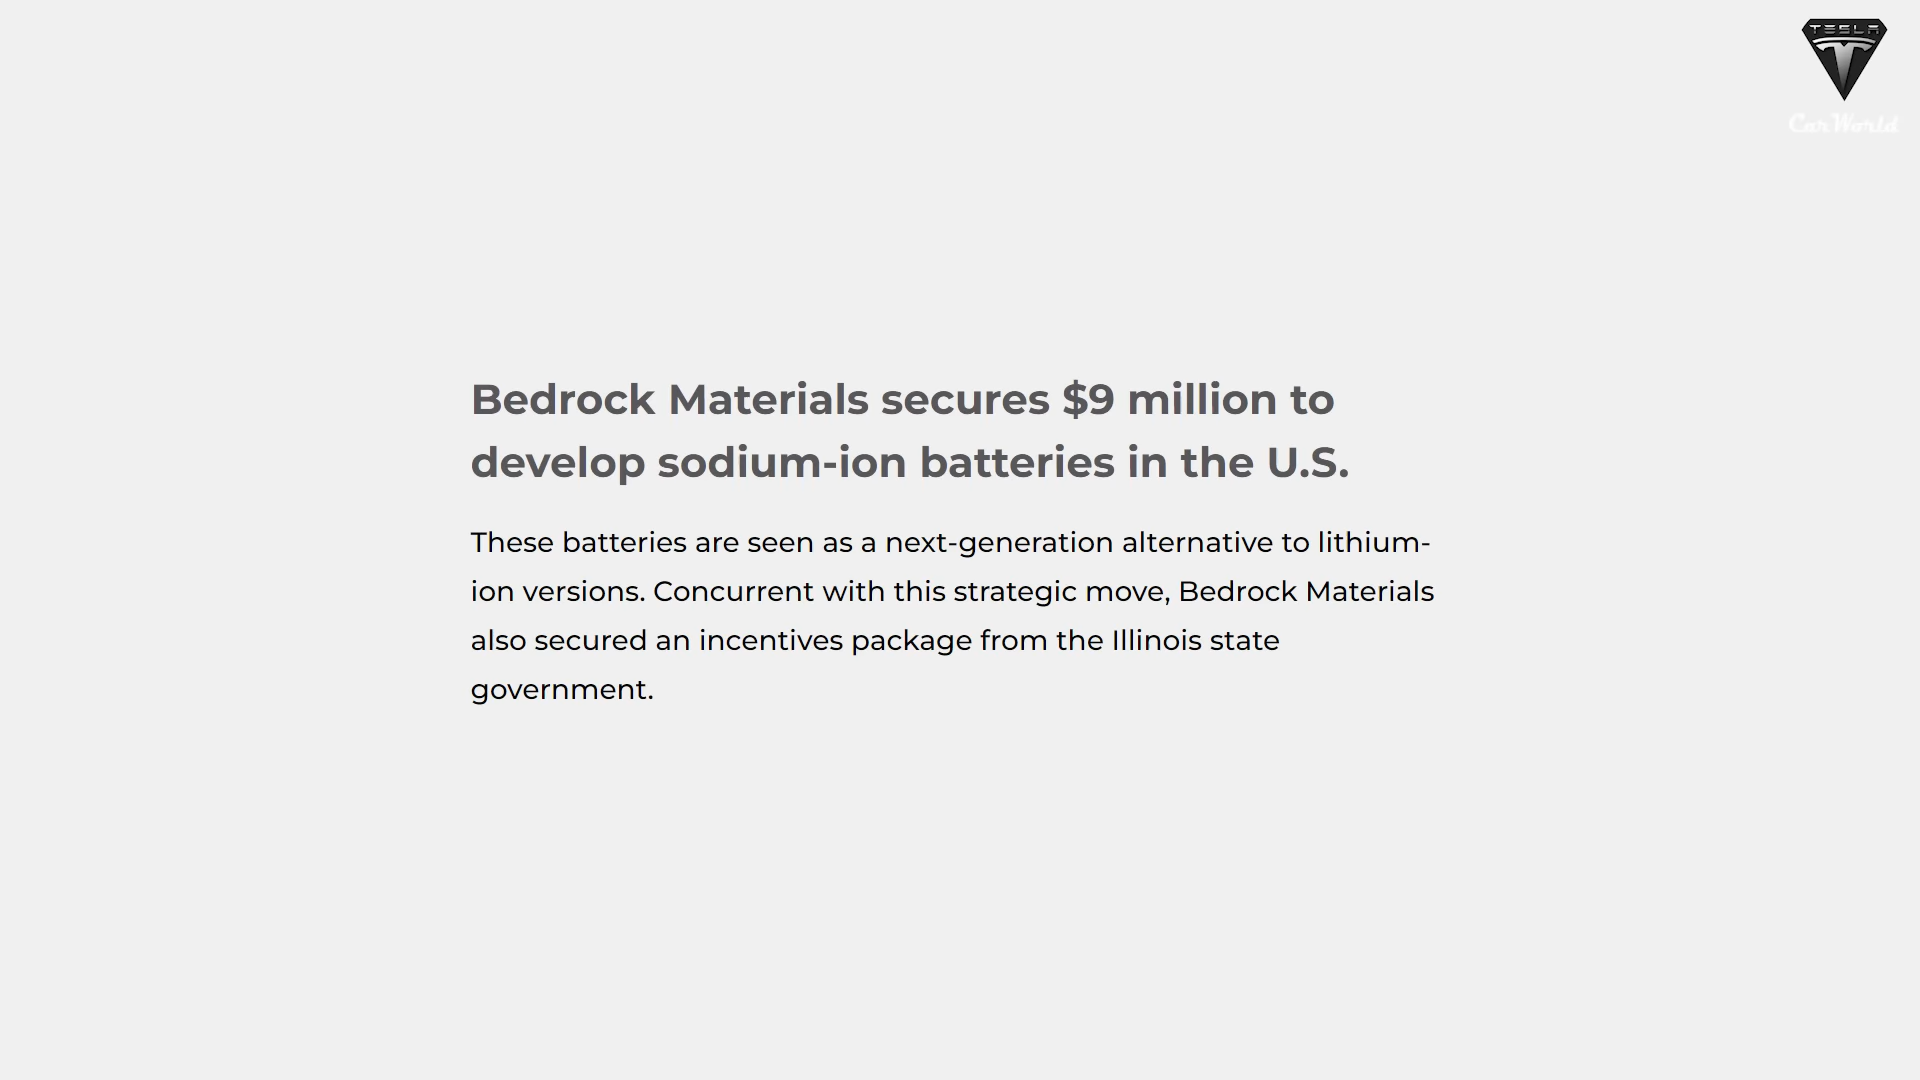 TESLA
CarWorld
Bedrock Materials secures $9 million to
develop sodium-ion batteries in the U.S.
These batteries are seen as a next-generation alternative to lithium-
ion versions. Concurrent with this strategic move, Bedrock Materials
also secured an incentives package from the Illinois state
government.